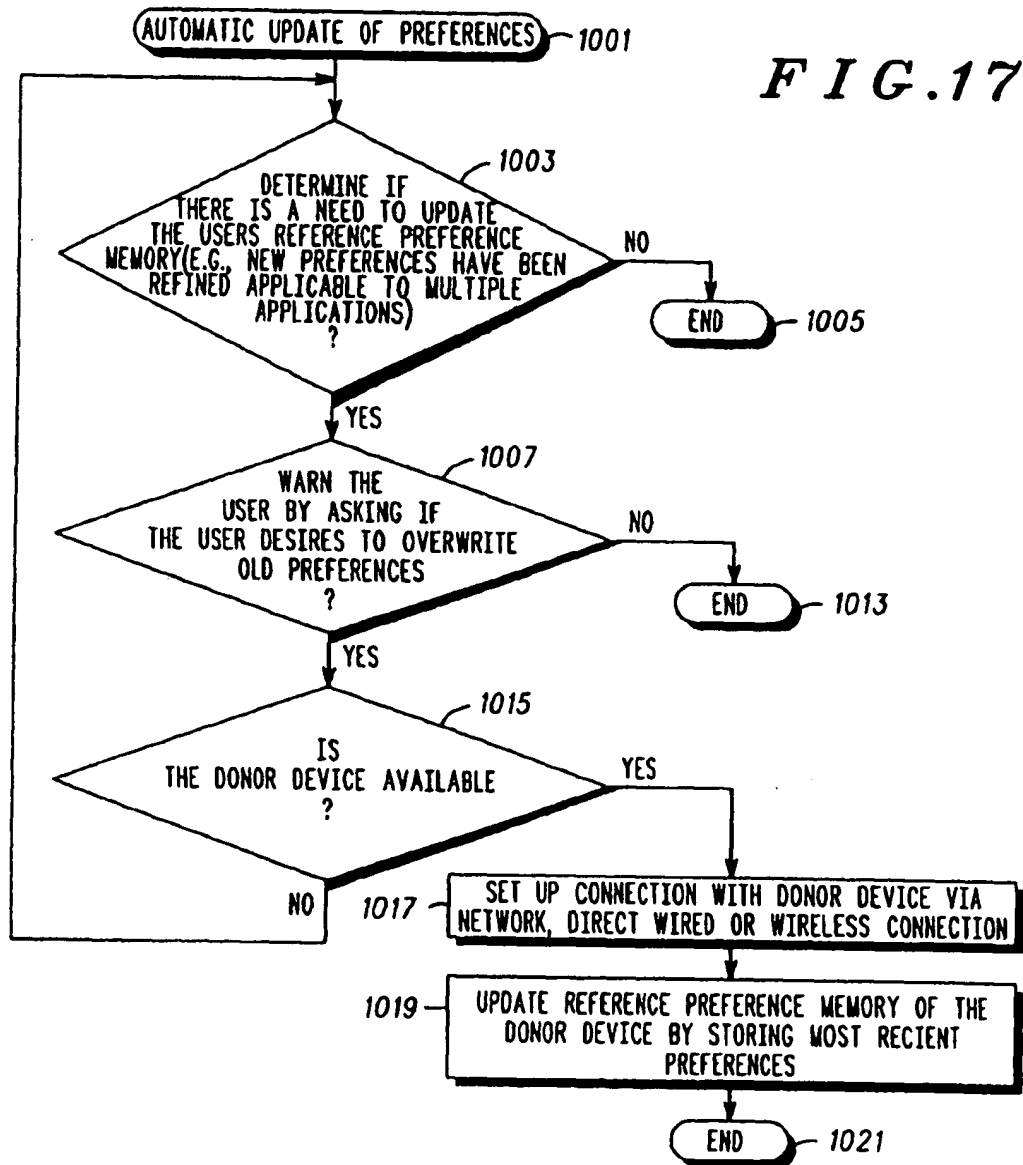 AUTOMATIC UPDATE OF PREFERENCES
1001
FIG.17
1003
DETERMINE IF
THERE IS A NEED TO UPDATE
THE USERS REFERENCE PREFERENCE
MEMORY(E.G., NEW PREFERENCES HAVE BEEN
REFINED APPLICABLE TO MULTIPLE
APPLICATIONS)
?
NO
END
1005
YES
1007
WARN THE
USER BY ASKING IF
THE USER DESIRES TO OVERWRITE
OLD PREFERENCES
?
NO
END
1013
YES
1015
IS
THE DONOR DEVICE AVAILABLE
?
YES
NO
1017
SET UP CONNECTION WITH DONOR DEVICE VIA
NETWORK, DIRECT WIRED OR WIRELESS CONNECTION
1019
UPDATE REFERENCE PREFERENCE MEMORY OF THE
DONOR DEVICE BY STORING MOST RECIENT
PREFERENCES
END
1021